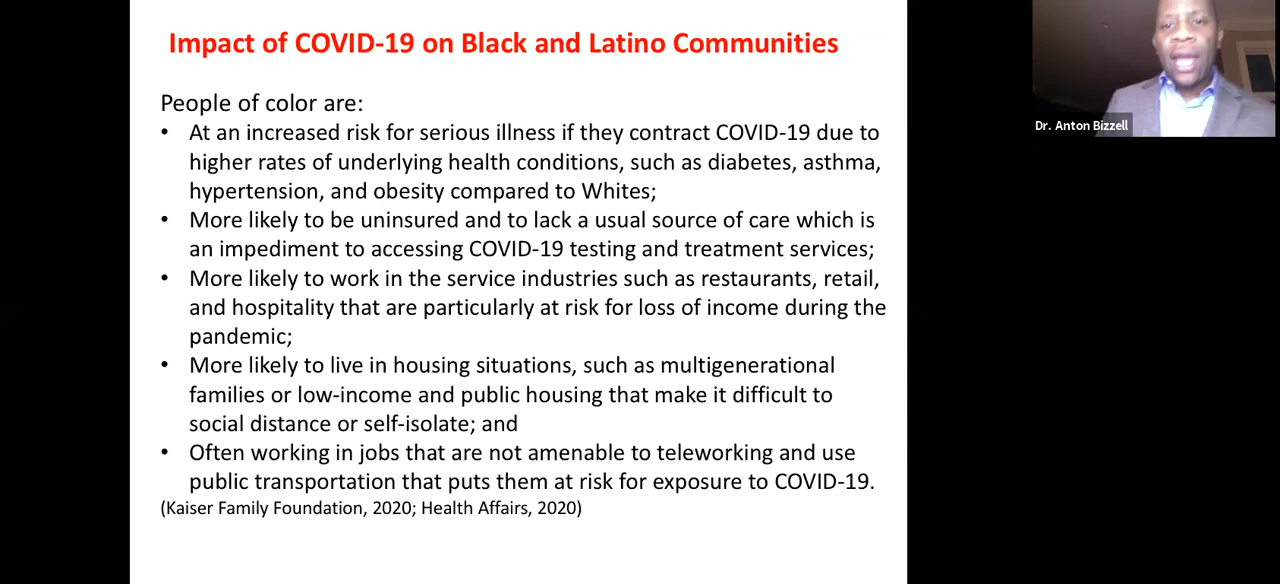 Impact of COVID-19 on Black and Latino Communities
People of color are:
• At an increased risk for serious illness if they contract COVID-19 due to
higher rates of underlying health conditions, such as diabetes, asthma,
hypertension, and obesity compared to Whites;
• More likely to be uninsured and to lack a usual source of care which is
an impediment to accessing COVID-19 testing and treatment services;
• More likely to work in the service industries such as restaurants, retail,
and hospitality that are particularly at risk for loss of income during the
pandemic;
• More likely to live in housing situations, such as multigenerational
families or low-income and public housing that make it difficult to
social distance or self-isolate; and
• Often working in jobs that are not amenable to teleworking and use
public transportation that puts them at risk for exposure to COVID-19.
(Kaiser Family Foundation, 2020; Health Affairs, 2020)
Dr. Anton Bizzell